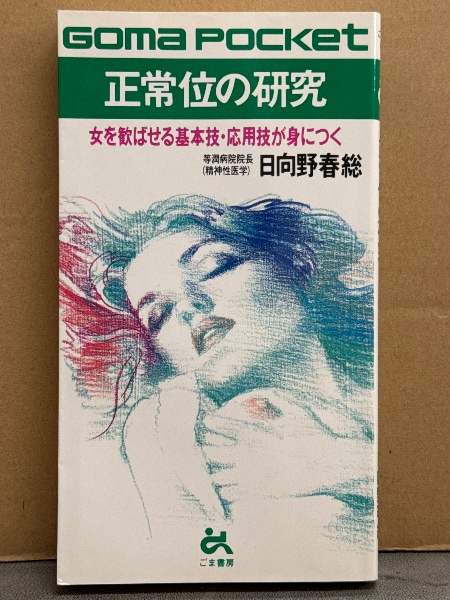 Goma Pocket
正常位の研究
女を歓ばせる基本技・応用技が身につく
等潤病院院長
(精神性医学)
日向野春総
ごま書房